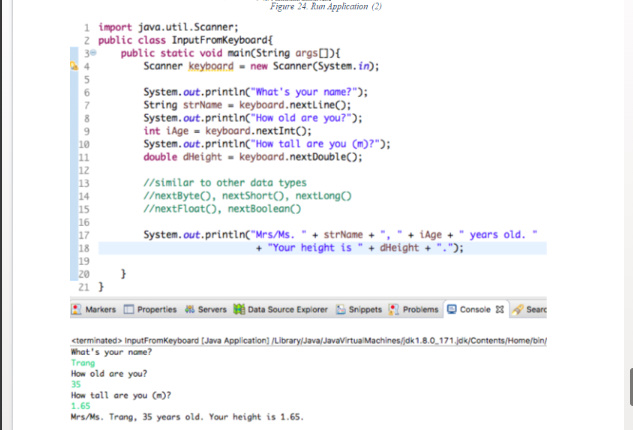 Figure 24. Run Application (2)
1 import java.util.Scanner;
2 public class InputFromKeyboard{
3 public static void main(String args[]){
4 Scanner keyboard = new Scanner(System.in);
5
6 System.out.println("What's your name?");
7 String strName = keyboard.nextLine();
8 System.out.println("How old are you?");
9 int iAge = keyboard.nextInt();
10 System.out.println("How tall are you (m)?");
11 double dHeight = keyboard.nextDouble();
12
13 //similar to other data types
14 //nextByte(), nextShort(), nextLong()
15 //nextFloat(), nextBoolean()
16
17 System.out.println("Mrs/Ms. " + strName + ", " + iAge + " years old. "
18 + "Your height is " + dHeight + ".");
19
20 }
21 }
Markers Properties Servers Data Source Explorer Snippets Problems Console Searc
<terminated> InputFromKeyboard [Java Application] /Library/Java/JavaVirtualMachines/jdk1.8.0_171.jdk/Contents/Home/bin/
What's your name?
Trang
How old are you?
35
How tall are you (m)?
1.65
Mrs/Ms. Trang, 35 years old. Your height is 1.65.